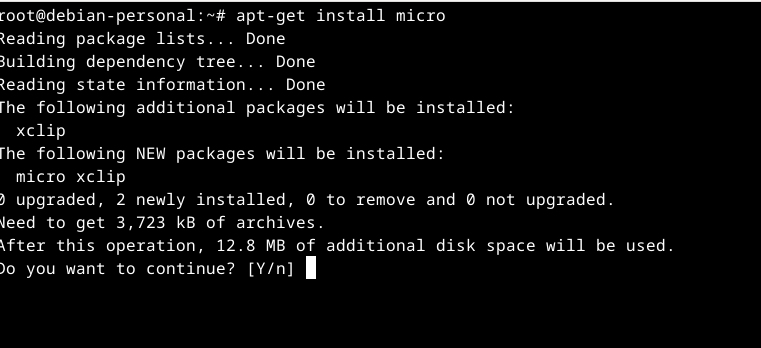 root@debian-personal:~# apt-get install micro
Reading package lists... Done
Building dependency tree... Done
Reading state information... Done
The following additional packages will be installed:
  xclip
The following NEW packages will be installed:
  micro xclip
0 upgraded, 2 newly installed, 0 to remove and 0 not upgraded.
Need to get 3,723 kB of archives.
After this operation, 12.8 MB of additional disk space will be used.
Do you want to continue? [Y/n]